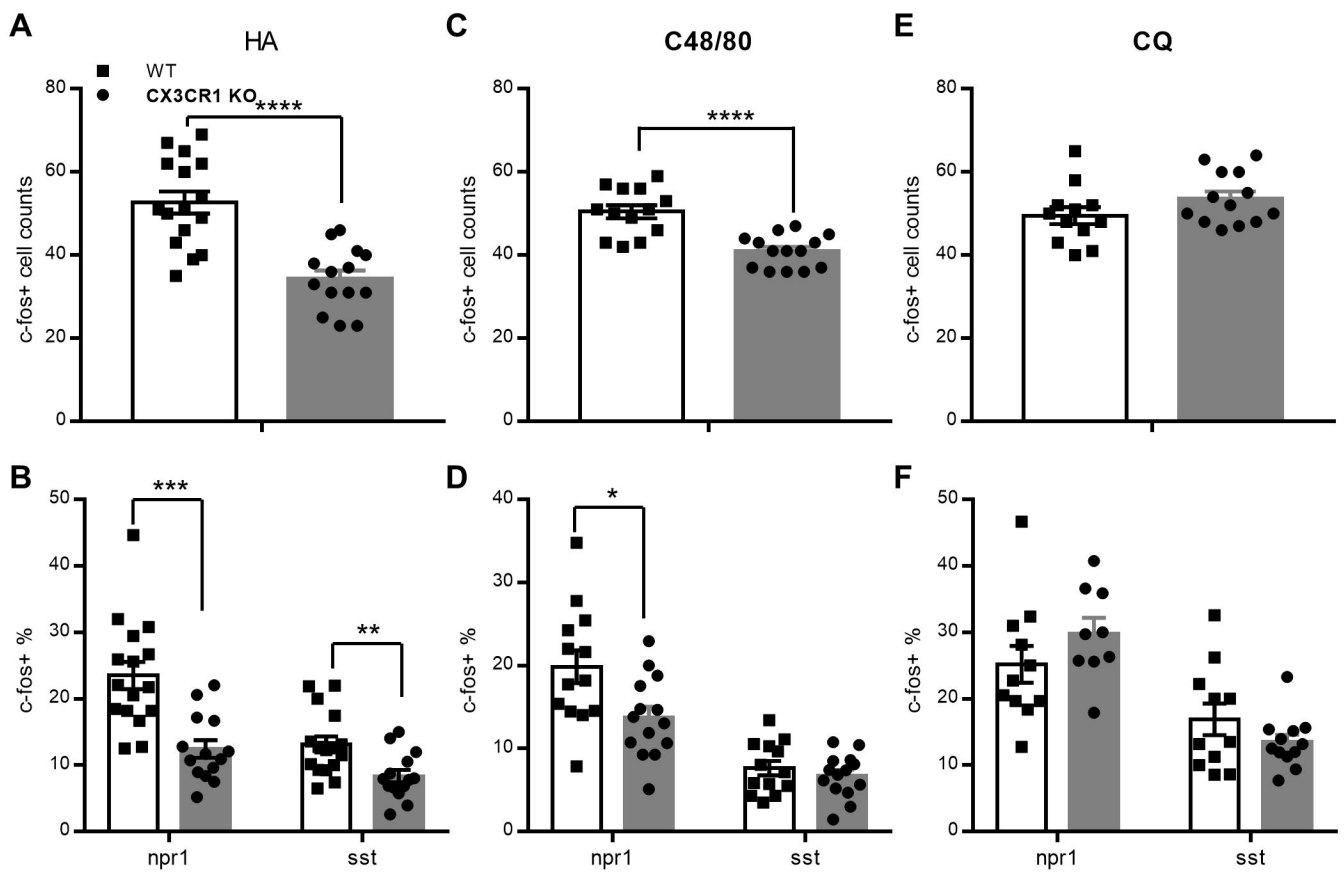 A
HA
WT
CX3CR1 KO
****
c-fos+ cell counts
80
60
40
20
0
C
C48/80
****
c-fos+ cell counts
80
60
40
20
0
E
CQ
c-fos+ cell counts
80
60
40
20
0
B
***
**
c-fos+ %
50
40
30
20
10
0
npr1 sst
D
*
c-fos+ %
40
30
20
10
0
npr1 sst
F
c-fos+ %
50
40
30
20
10
0
npr1 sst